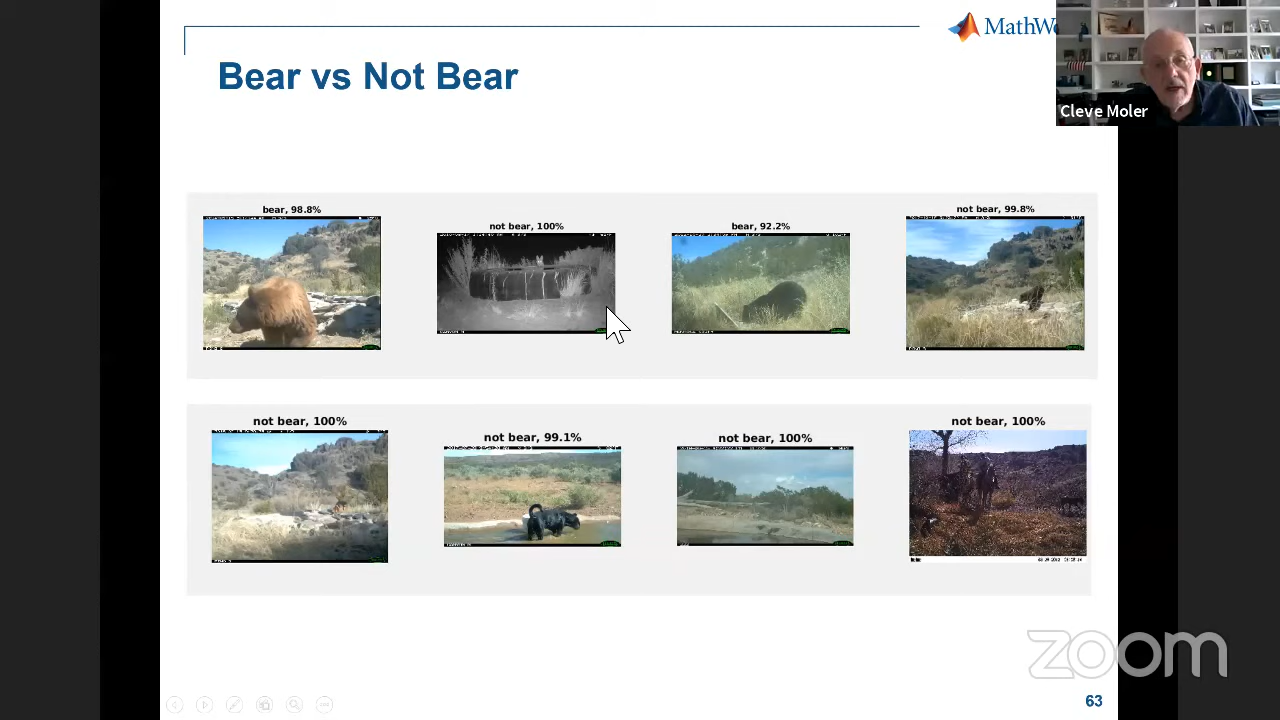 MathWo
Bear vs Not Bear
Cleve Moler
bear, 98.8%
not bear, 100%
bear, 92.2%
not bear, 99.8%
not bear, 100%
not bear, 99.1%
not bear, 100%
not bear, 100%
zoom
63